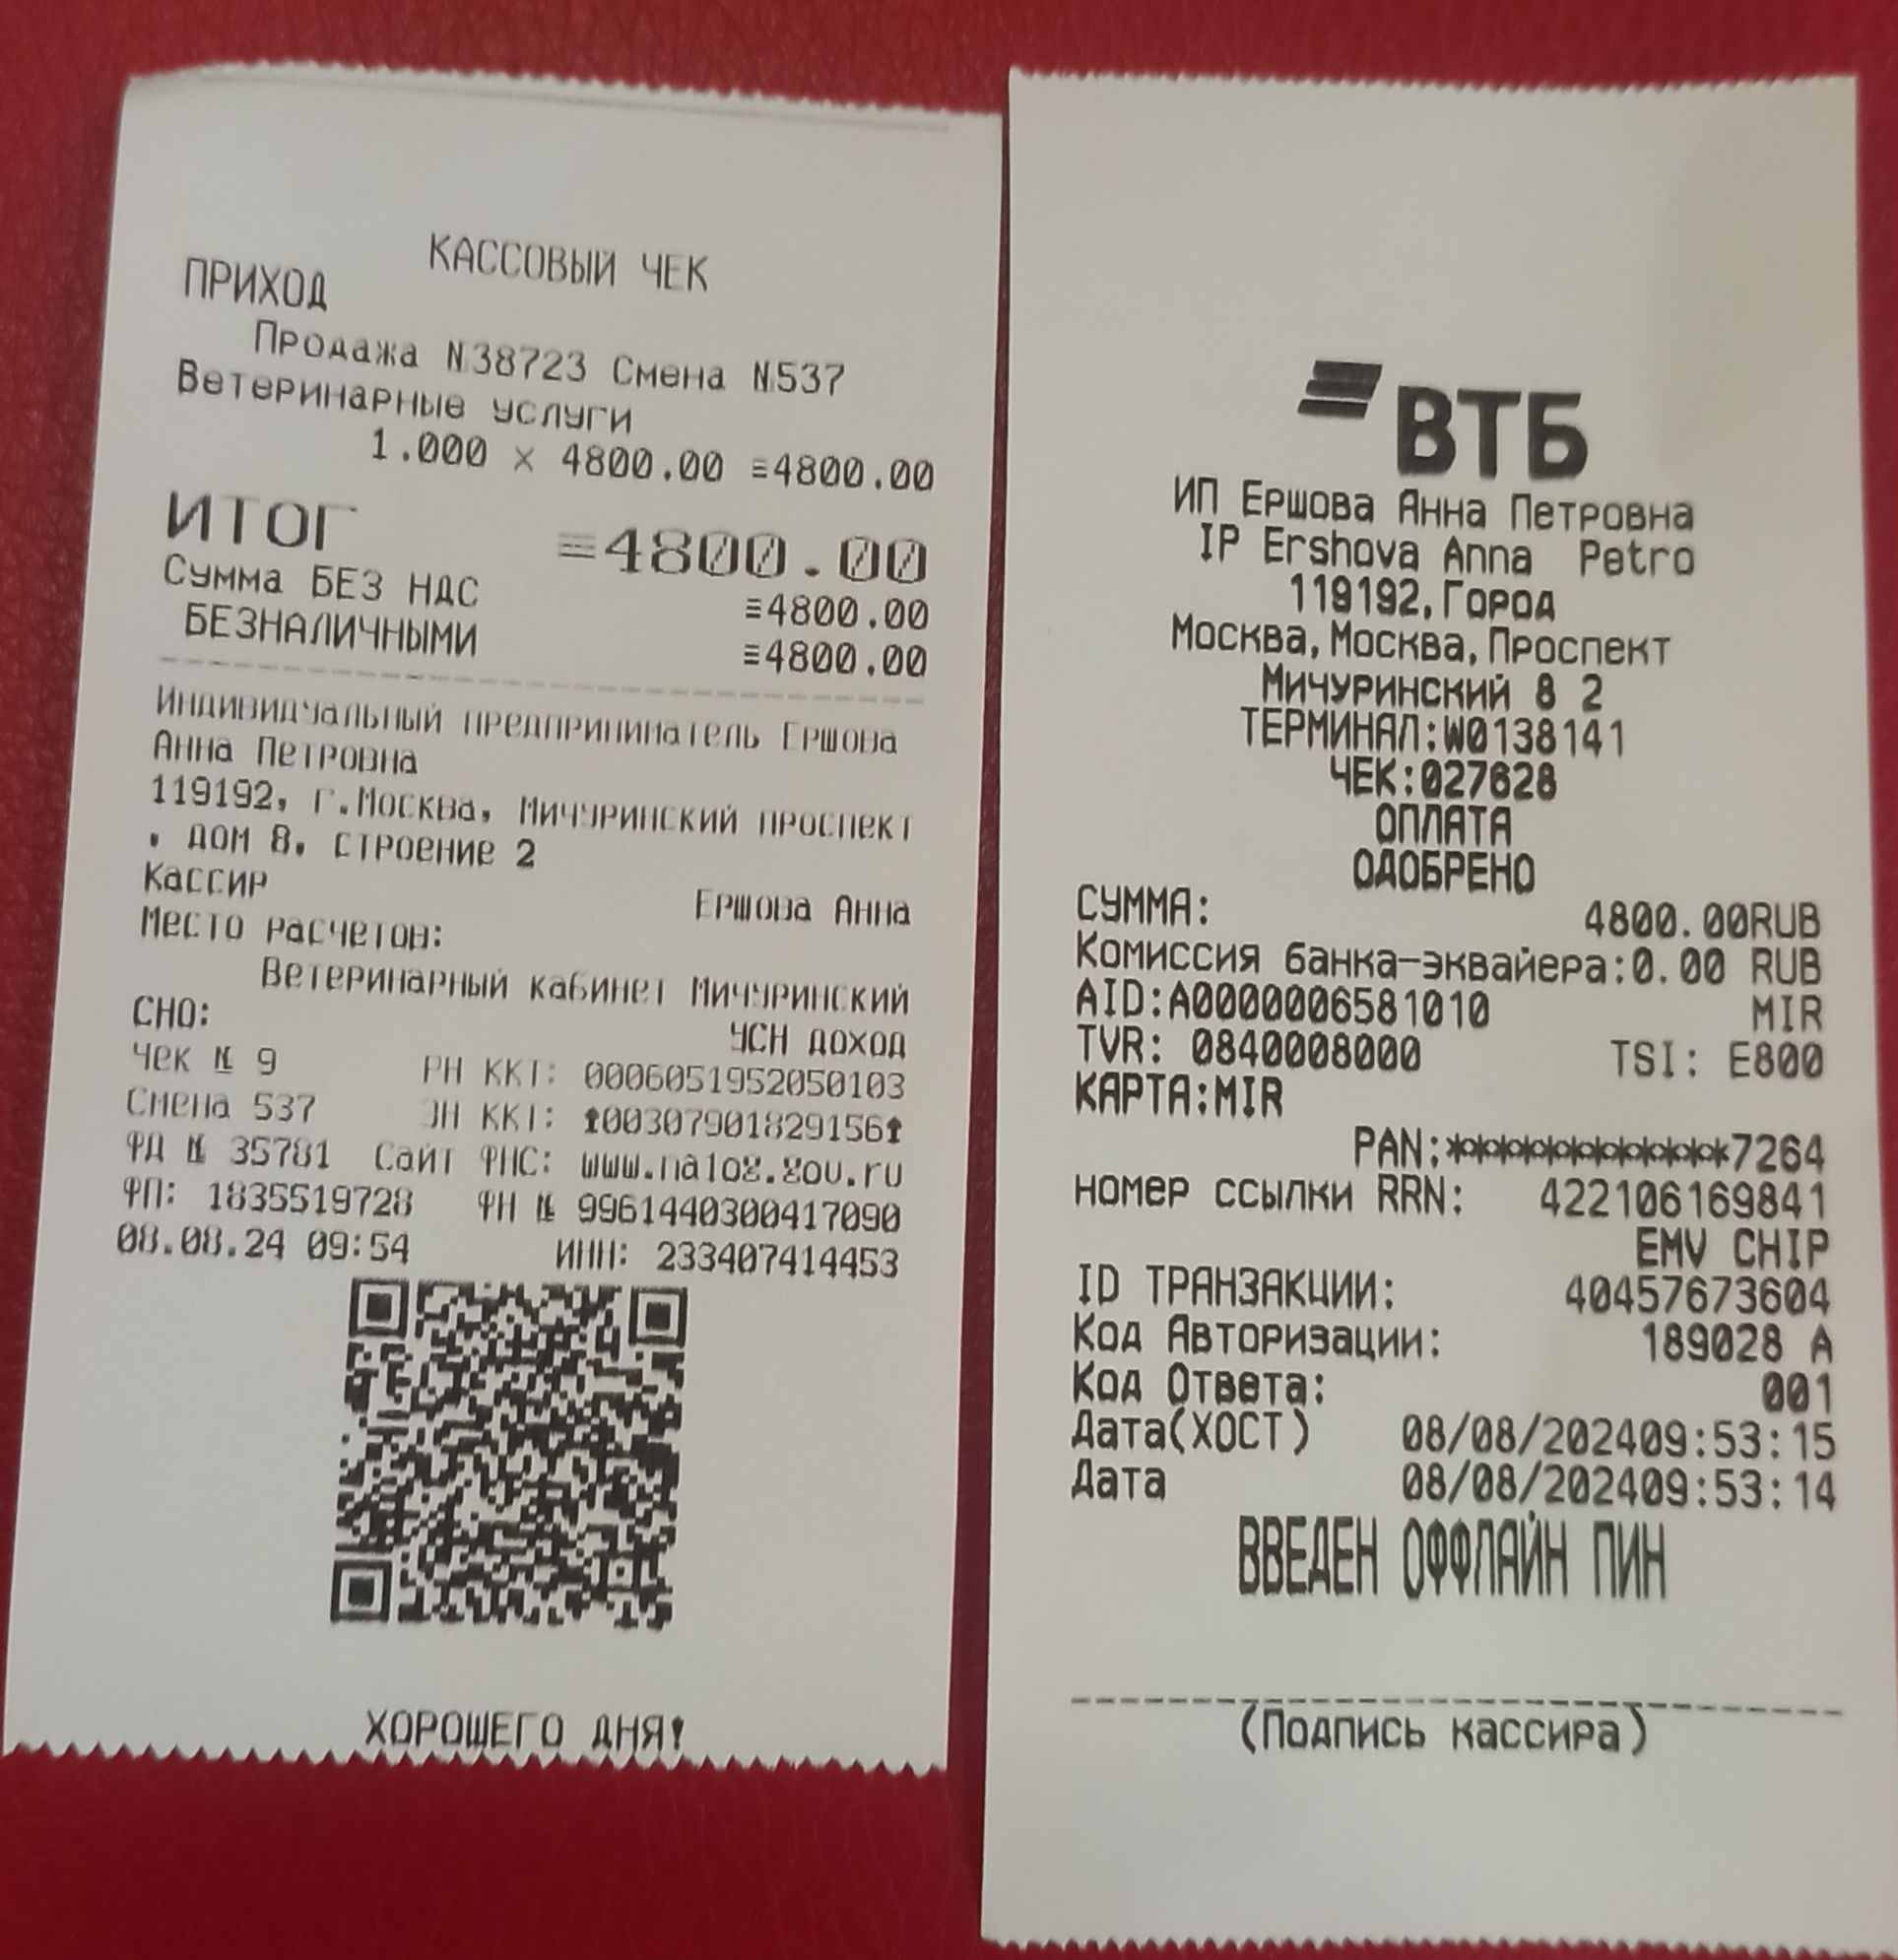 КАССОВЫЙ ЧЕК
ПРИХОД
Продажа N38723 Смена N537
Ветеринарные услуги
1.000 × 4800.00 ≡4800.00
ИТОГ ≡4800.00
Сумма БЕЗ НДС ≡4800.00
БЕЗНАЛИЧНЫМИ ≡4800.00
Индивидуальный предприниматель Ершова
Анна Петровна
119192, г.Москва, Мичуринский проспект
, дом 8, строение 2
Кассир Ершова Анна
Место расчетов:
Ветеринарный кабинет Мичуринский
СНО: УСН доход
Чек № 9 РН ККТ: 0006051952050103
Смена 537 ЗН ККТ: ↑00307901829156↑
ФД № 35781 Сайт ФНС: www.nalog.gov.ru
ФП: 1835519728 ФН № 9961440300417090
08.08.24 09:54 ИНН: 233407414453
ХОРОШЕГО ДНЯ!
ВТБ
ИП Ершова Анна Петровна
IP Ershova Anna Petro
119192,Город
Москва,Москва,Проспект
Мичуринский 8 2
ТЕРМИНАЛ:W0138141
ЧЕК:027628
ОПЛАТА
ОДОБРЕНО
СУММА: 4800.00RUB
Комиссия банка-эквайера:0.00 RUB
AID:A0000006581010 MIR
TVR: 0840008000 TSI: E800
КАРТА:MIR
PAN:************7264
номер ссылки RRN: 422106169841
EMV CHIP
ID ТРАНЗАКЦИИ: 40457673604
Код Авторизации: 189028 A
Код Ответа: 001
Дата(ХОСТ) 08/08/202409:53:15
Дата 08/08/202409:53:14
ВВЕДЕН ОФФЛАЙН ПИН
(Подпись кассира)